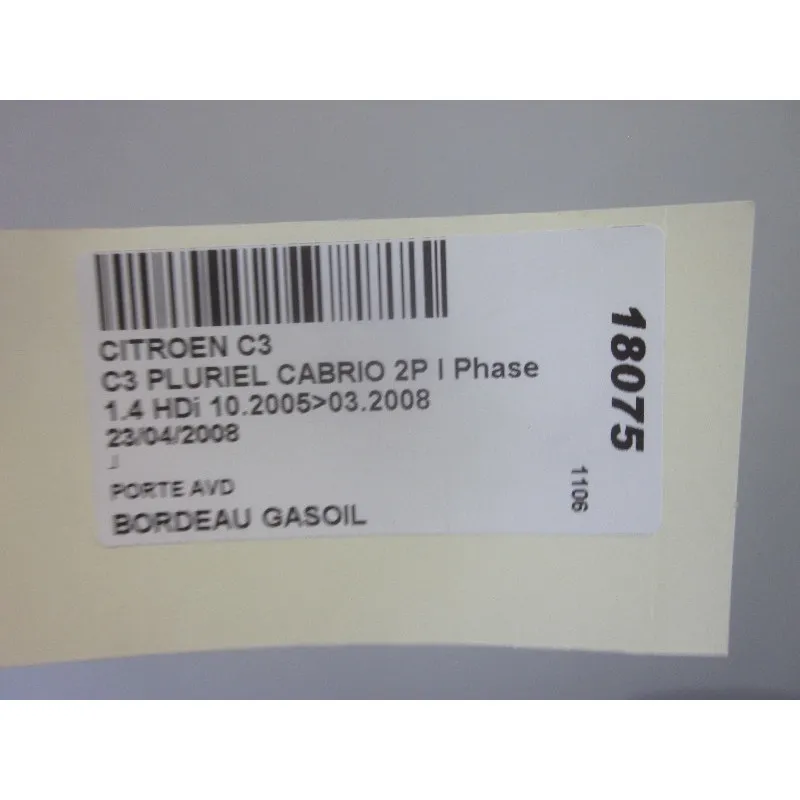 CITROEN C3
C3 PLURIEL CABRIO 2P I Phase
1.4 HDi 10.2005>03.2008
23/04/2008
PORTE AVD
BORDEAU GASOIL
18075
1106